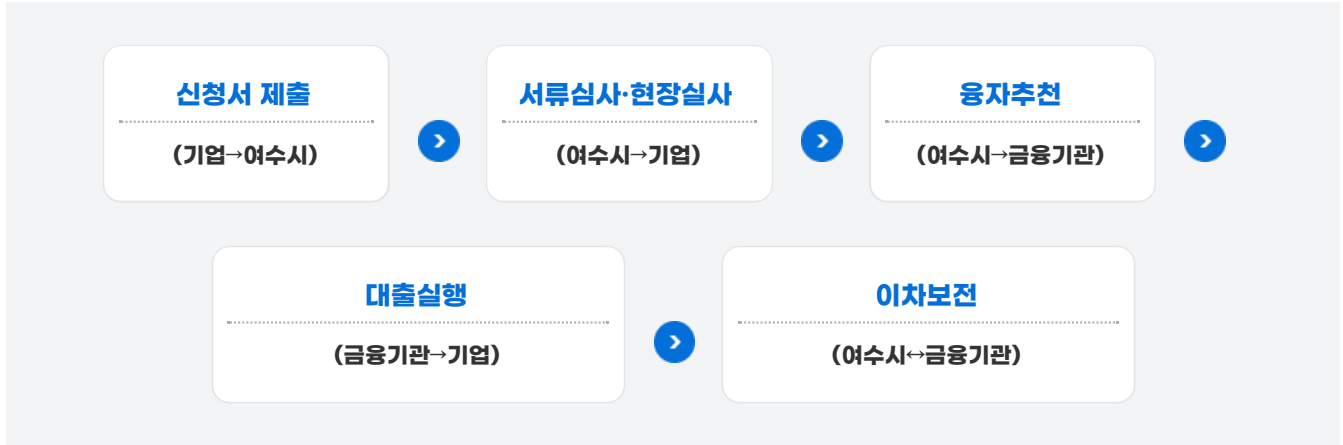 신청서 제출
(기업→여수시)
서류심사·현장실사
(여수시→기업)
융자추천
(여수시→금융기관)
대출실행
(금융기관→기업)
이차보전
(여수시↔금융기관)